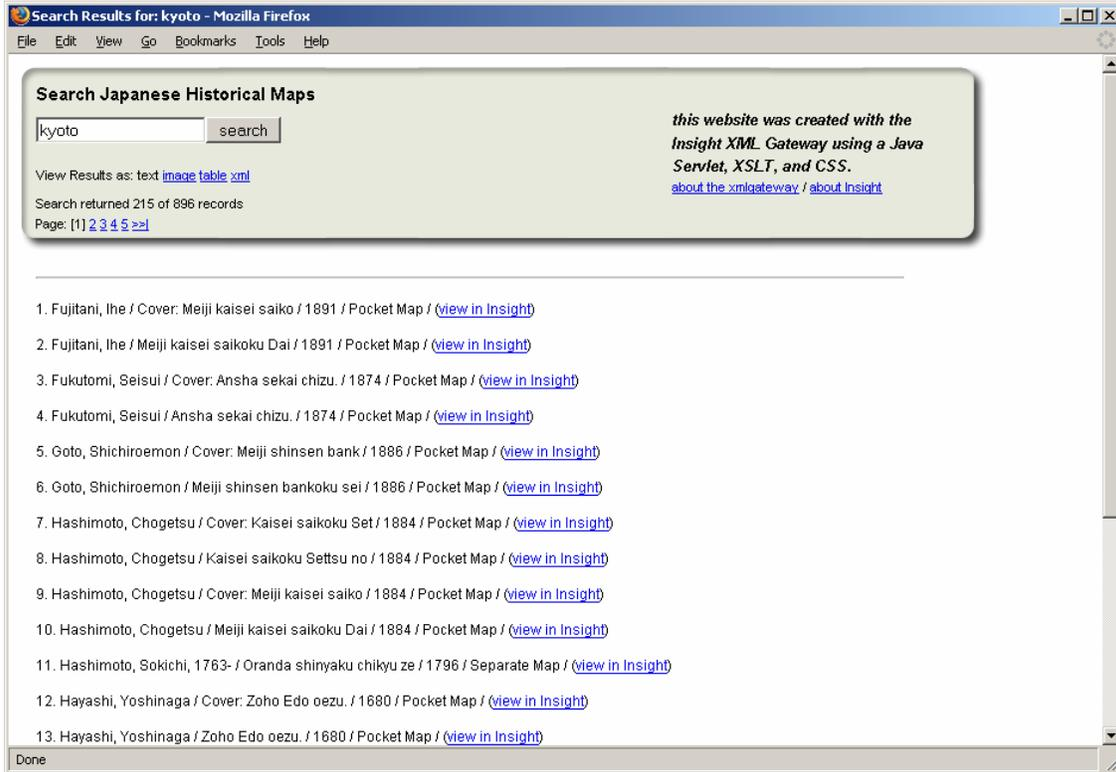 Search Results for: kyoto - Mozilla Firefox
File Edit View Go Bookmarks Tools Help
Search Japanese Historical Maps
kyoto search
View Results as: text image table xml
Search returned 215 of 896 records
Page: [1] 2 3 4 5 >>|
this website was created with the
Insight XML Gateway using a Java
Servlet, XSLT, and CSS.
about the xmlgateway / about Insight
1. Fujitani, Ihe / Cover: Meiji kaisei saiko / 1891 / Pocket Map / (view in Insight)
2. Fujitani, Ihe / Meiji kaisei saikoku Dai / 1891 / Pocket Map / (view in Insight)
3. Fukutomi, Seisui / Cover: Ansha sekai chizu. / 1874 / Pocket Map / (view in Insight)
4. Fukutomi, Seisui / Ansha sekai chizu. / 1874 / Pocket Map / (view in Insight)
5. Goto, Shichiroemon / Cover: Meiji shinsen bank / 1886 / Pocket Map / (view in Insight)
6. Goto, Shichiroemon / Meiji shinsen bankoku sei / 1886 / Pocket Map / (view in Insight)
7. Hashimoto, Chogetsu / Cover: Kaisei saikoku Set / 1884 / Pocket Map / (view in Insight)
8. Hashimoto, Chogetsu / Kaisei saikoku Settsu no / 1884 / Pocket Map / (view in Insight)
9. Hashimoto, Chogetsu / Cover: Meiji kaisei saiko / 1884 / Pocket Map / (view in Insight)
10. Hashimoto, Chogetsu / Meiji kaisei saikoku Dai / 1884 / Pocket Map / (view in Insight)
11. Hashimoto, Sokichi, 1763- / Oranda shinyaku chikyu ze / 1796 / Separate Map / (view in Insight)
12. Hayashi, Yoshinaga / Cover: Zoho Edo oezu. / 1680 / Pocket Map / (view in Insight)
13. Hayashi, Yoshinaga / Zoho Edo oezu. / 1680 / Pocket Map / (view in Insight)
Done